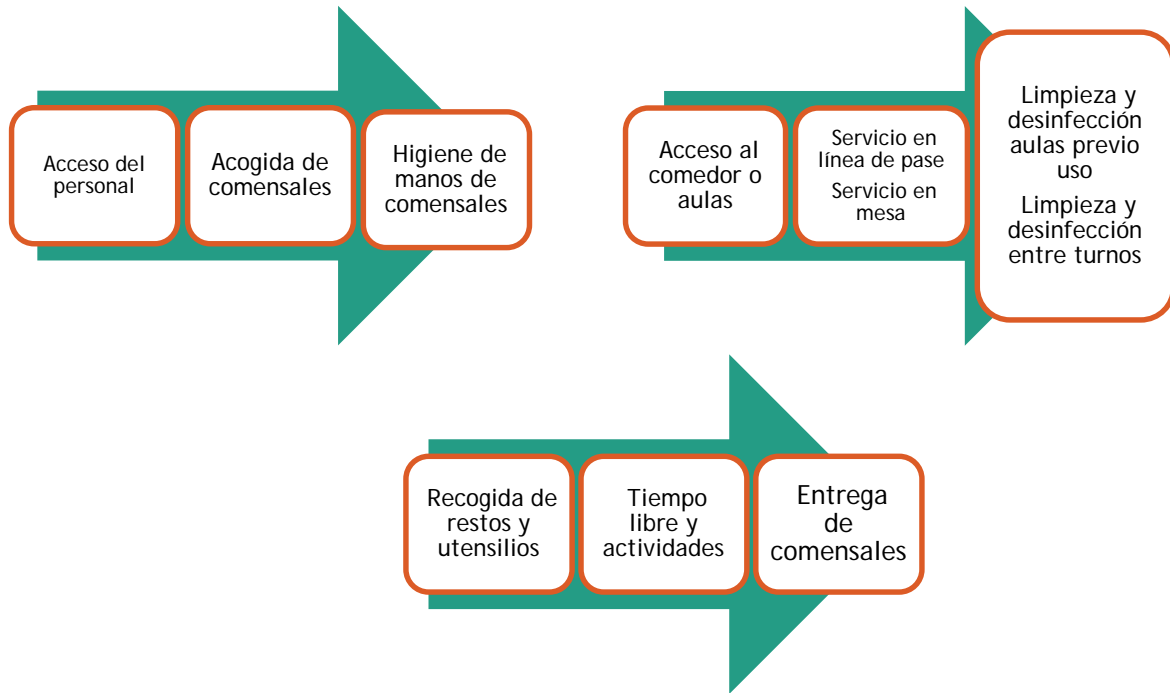 Acceso del
personal
Acogida de
comensales
Higiene de
manos de
comensales
Acceso al
comedor o
aulas
Servicio en
línea de pase
Servicio en
mesa
Limpieza y
desinfección
aulas previo
uso
Limpieza y
desinfección
entre turnos
Recogida de
restos y
utensilios
Tiempo
libre y
actividades
Entrega
de
comensales